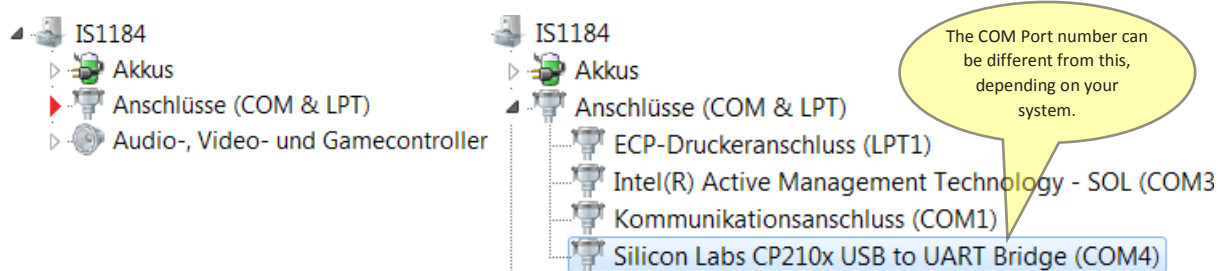 IS1184
Akkus
Anschlüsse (COM & LPT)
Audio-, Video- und Gamecontroller
IS1184
Akkus
Anschlüsse (COM & LPT)
ECP-Druckeranschluss (LPT1)
Intel(R) Active Management Technology - SOL (COM3
Kommunikationsanschluss (COM1)
Silicon Labs CP210x USB to UART Bridge (COM4)
The COM Port number can
be different from this,
depending on your
system.